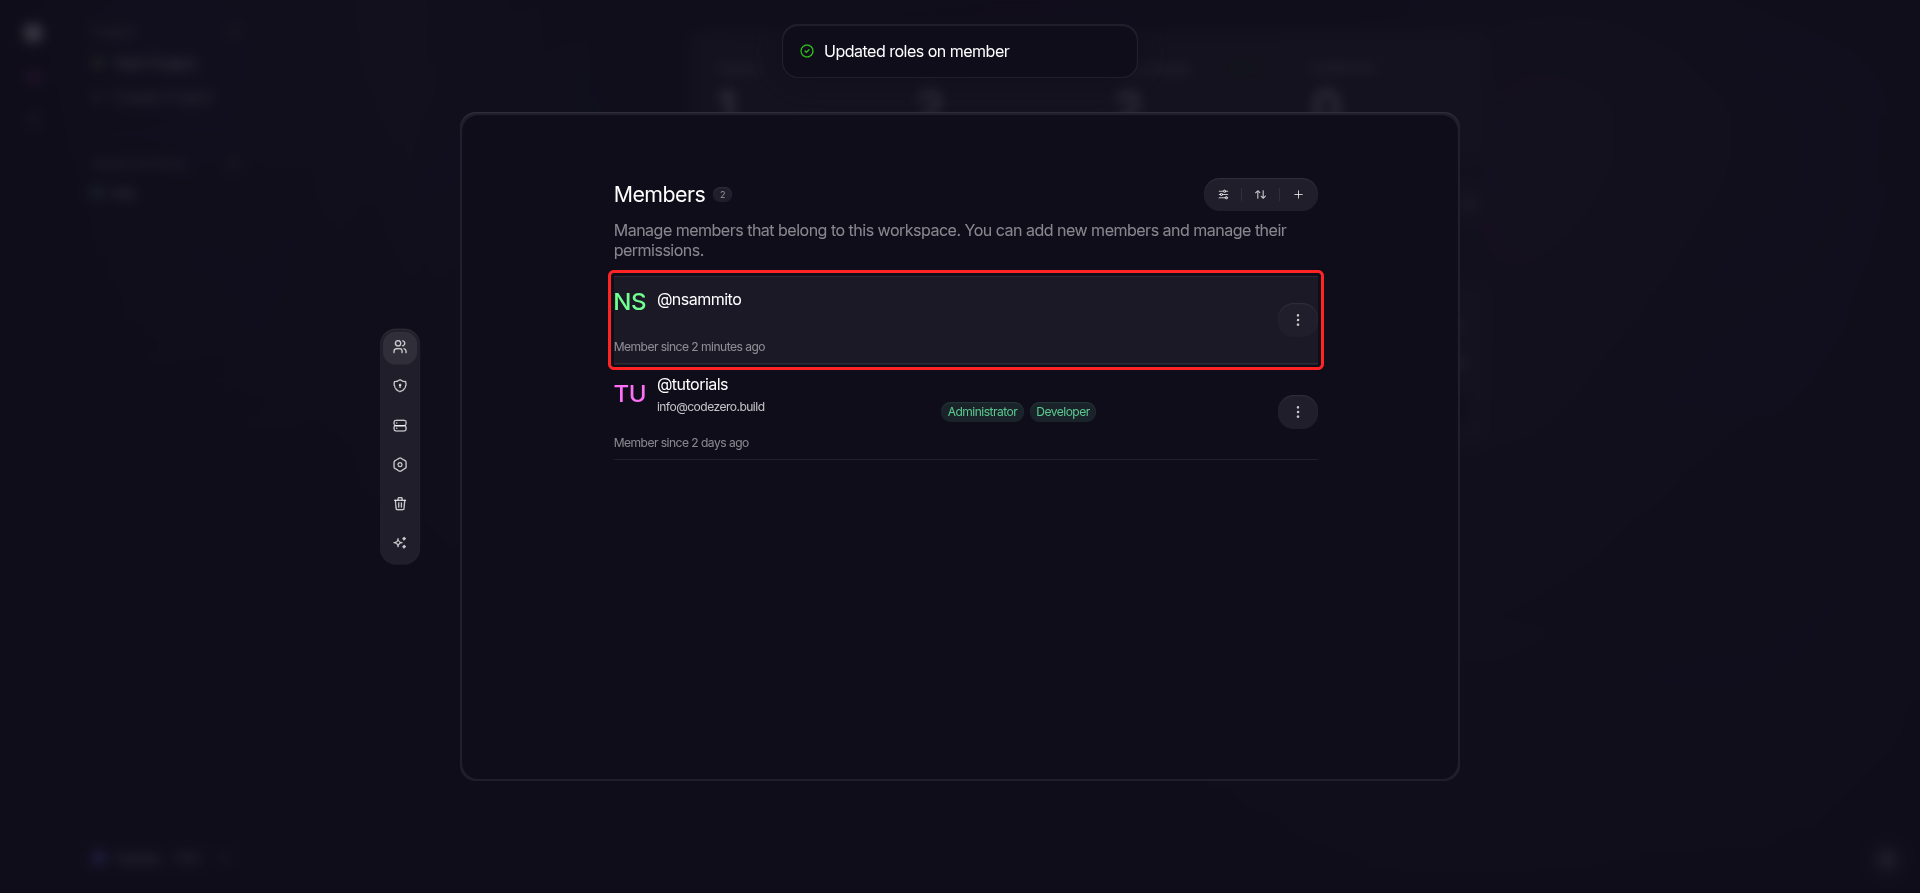 Updated roles on member
Members 2
Manage members that belong to this workspace. You can add new members and manage their
permissions.
NS @nsammito
Member since 2 minutes ago
TU @tutorials
info@codezero.build
Administrator Developer
Member since 2 days ago